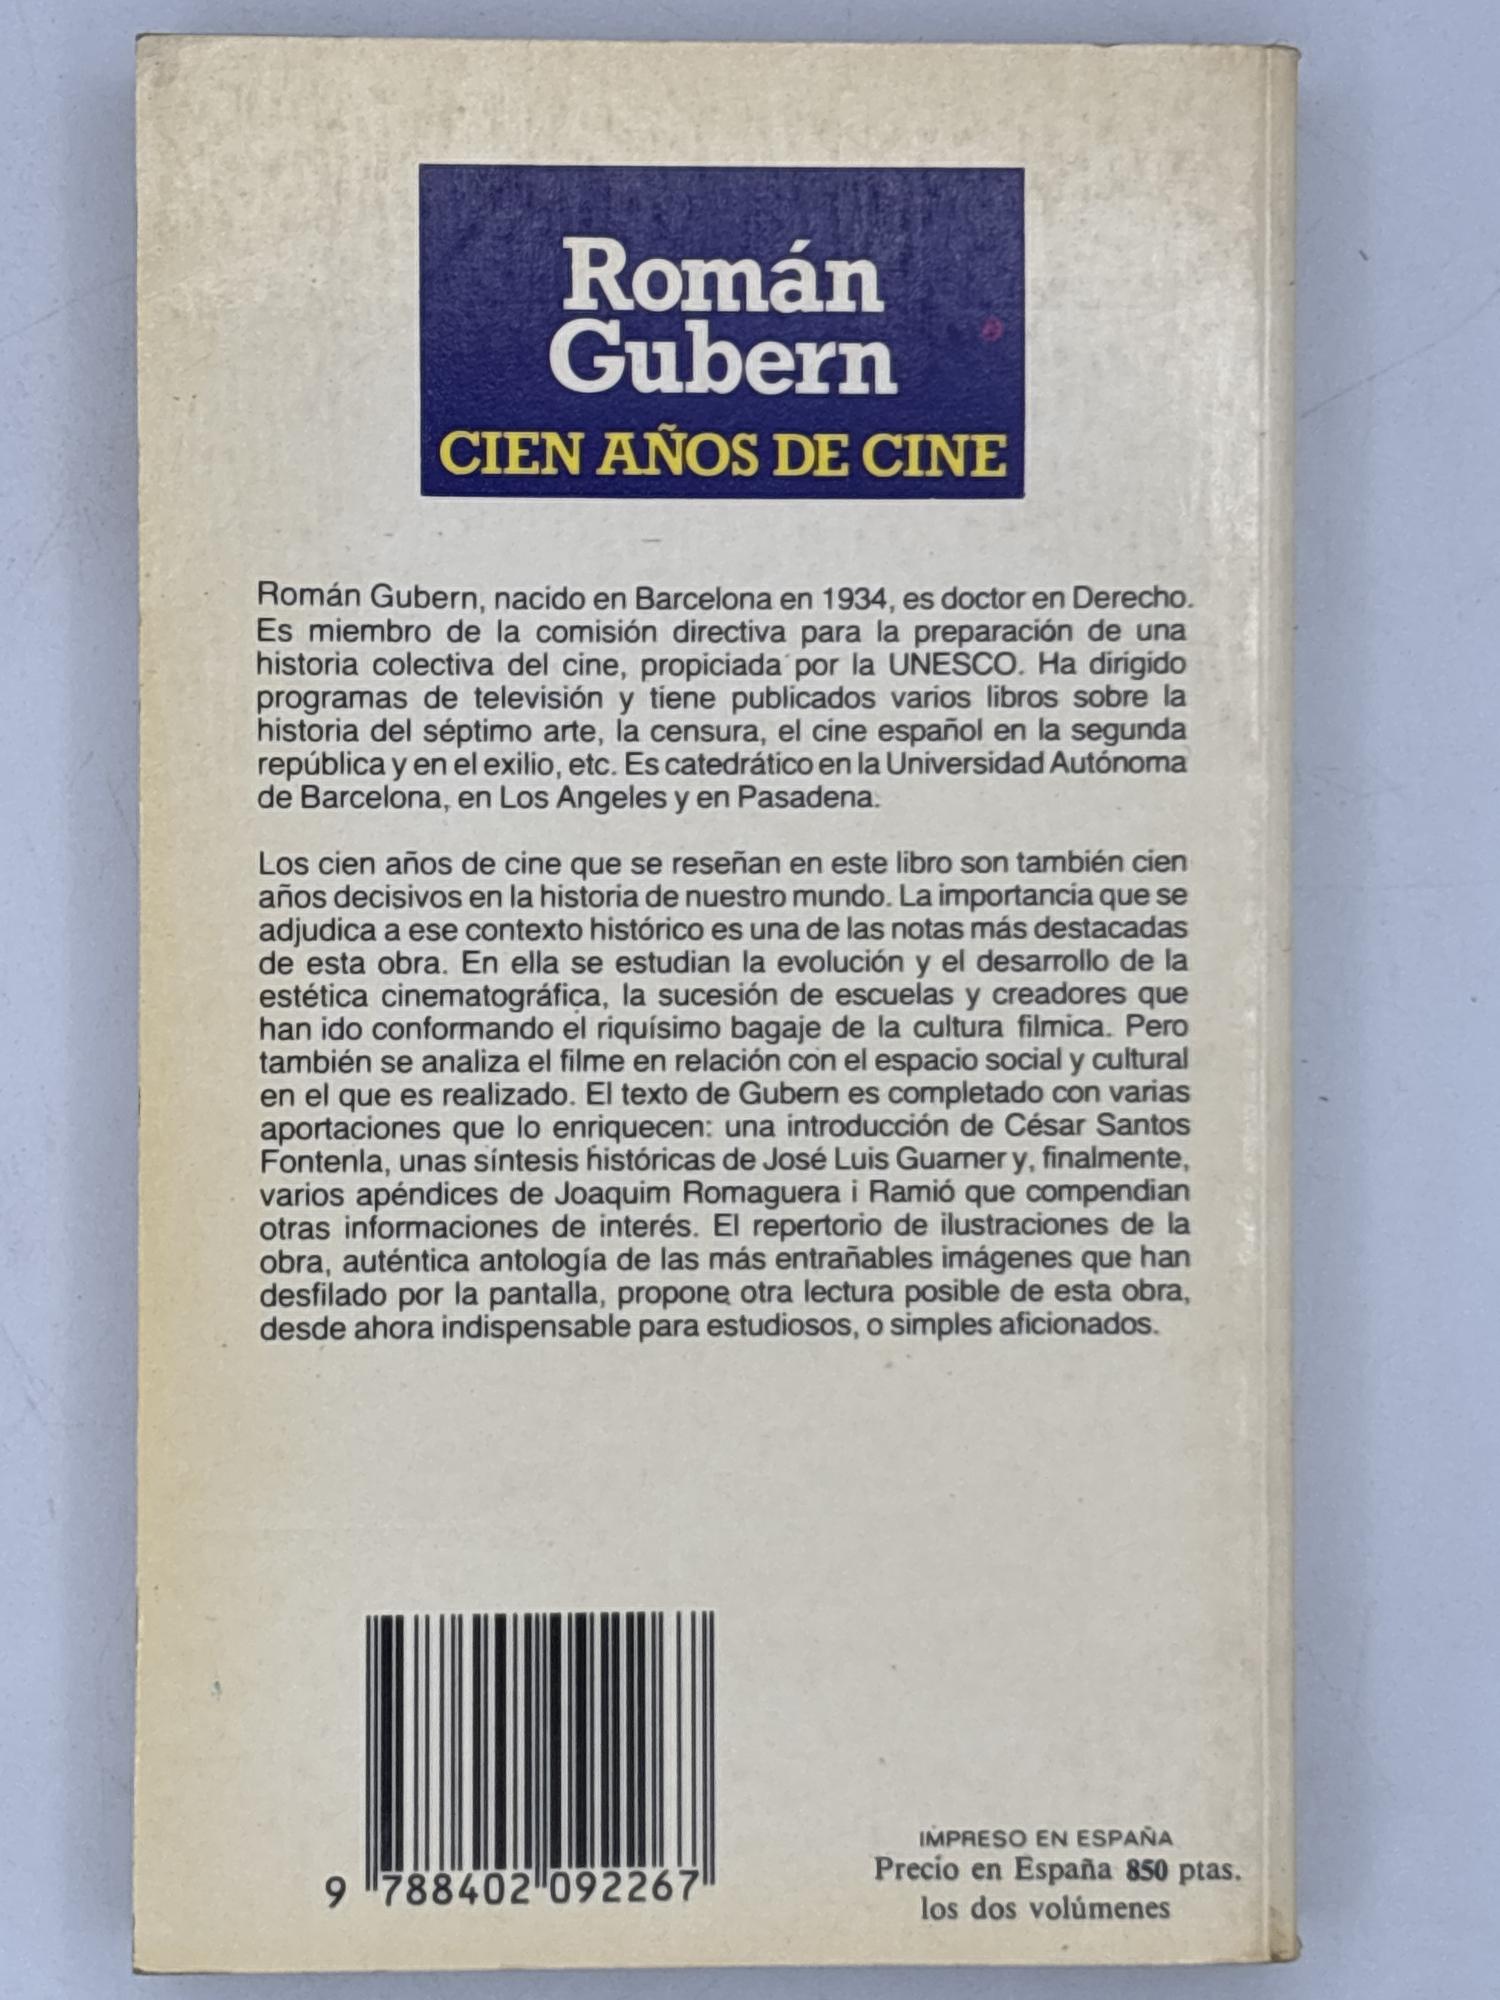 Román
Gubern
CIEN AÑOS DE CINE
Román Gubern, nacido en Barcelona en 1934, es doctor en Derecho.
Es miembro de la comisión directiva para la preparación de una
historia colectiva del cine, propiciada por la UNESCO. Ha dirigido
programas de televisión y tiene publicados varios libros sobre la
historia del séptimo arte, la censura, el cine español en la segunda
república y en el exilio, etc. Es catedrático en la Universidad Autónoma
de Barcelona, en Los Angeles y en Pasadena.
Los cien años de cine que se reseñan en este libro son también cien
años decisivos en la historia de nuestro mundo. La importancia que se
adjudica a ese contexto histórico es una de las notas más destacadas
de esta obra. En ella se estudian la evolución y el desarrollo de la
estética cinematográfica, la sucesión de escuelas y creadores que
han ido conformando el riquísimo bagaje de la cultura filmica. Pero
también se analiza el filme en relación con el espacio social y cultural
en el que es realizado. El texto de Gubern es completado con varias
aportaciones que lo enriquecen: una introducción de César Santos
Fontenla, unas síntesis históricas de José Luis Guarner y, finalmente,
varios apéndices de Joaquim Romaguera i Ramió que compendian
otras informaciones de interés. El repertorio de ilustraciones de la
obra, auténtica antología de las más entrañables imágenes que han
desfilado por la pantalla, propone otra lectura posible de esta obra,
desde ahora indispensable para estudiosos, o simples aficionados.
9 788402 092267
IMPRESO EN ESPAÑA
Precio en España 850 ptas.
los dos volúmenes